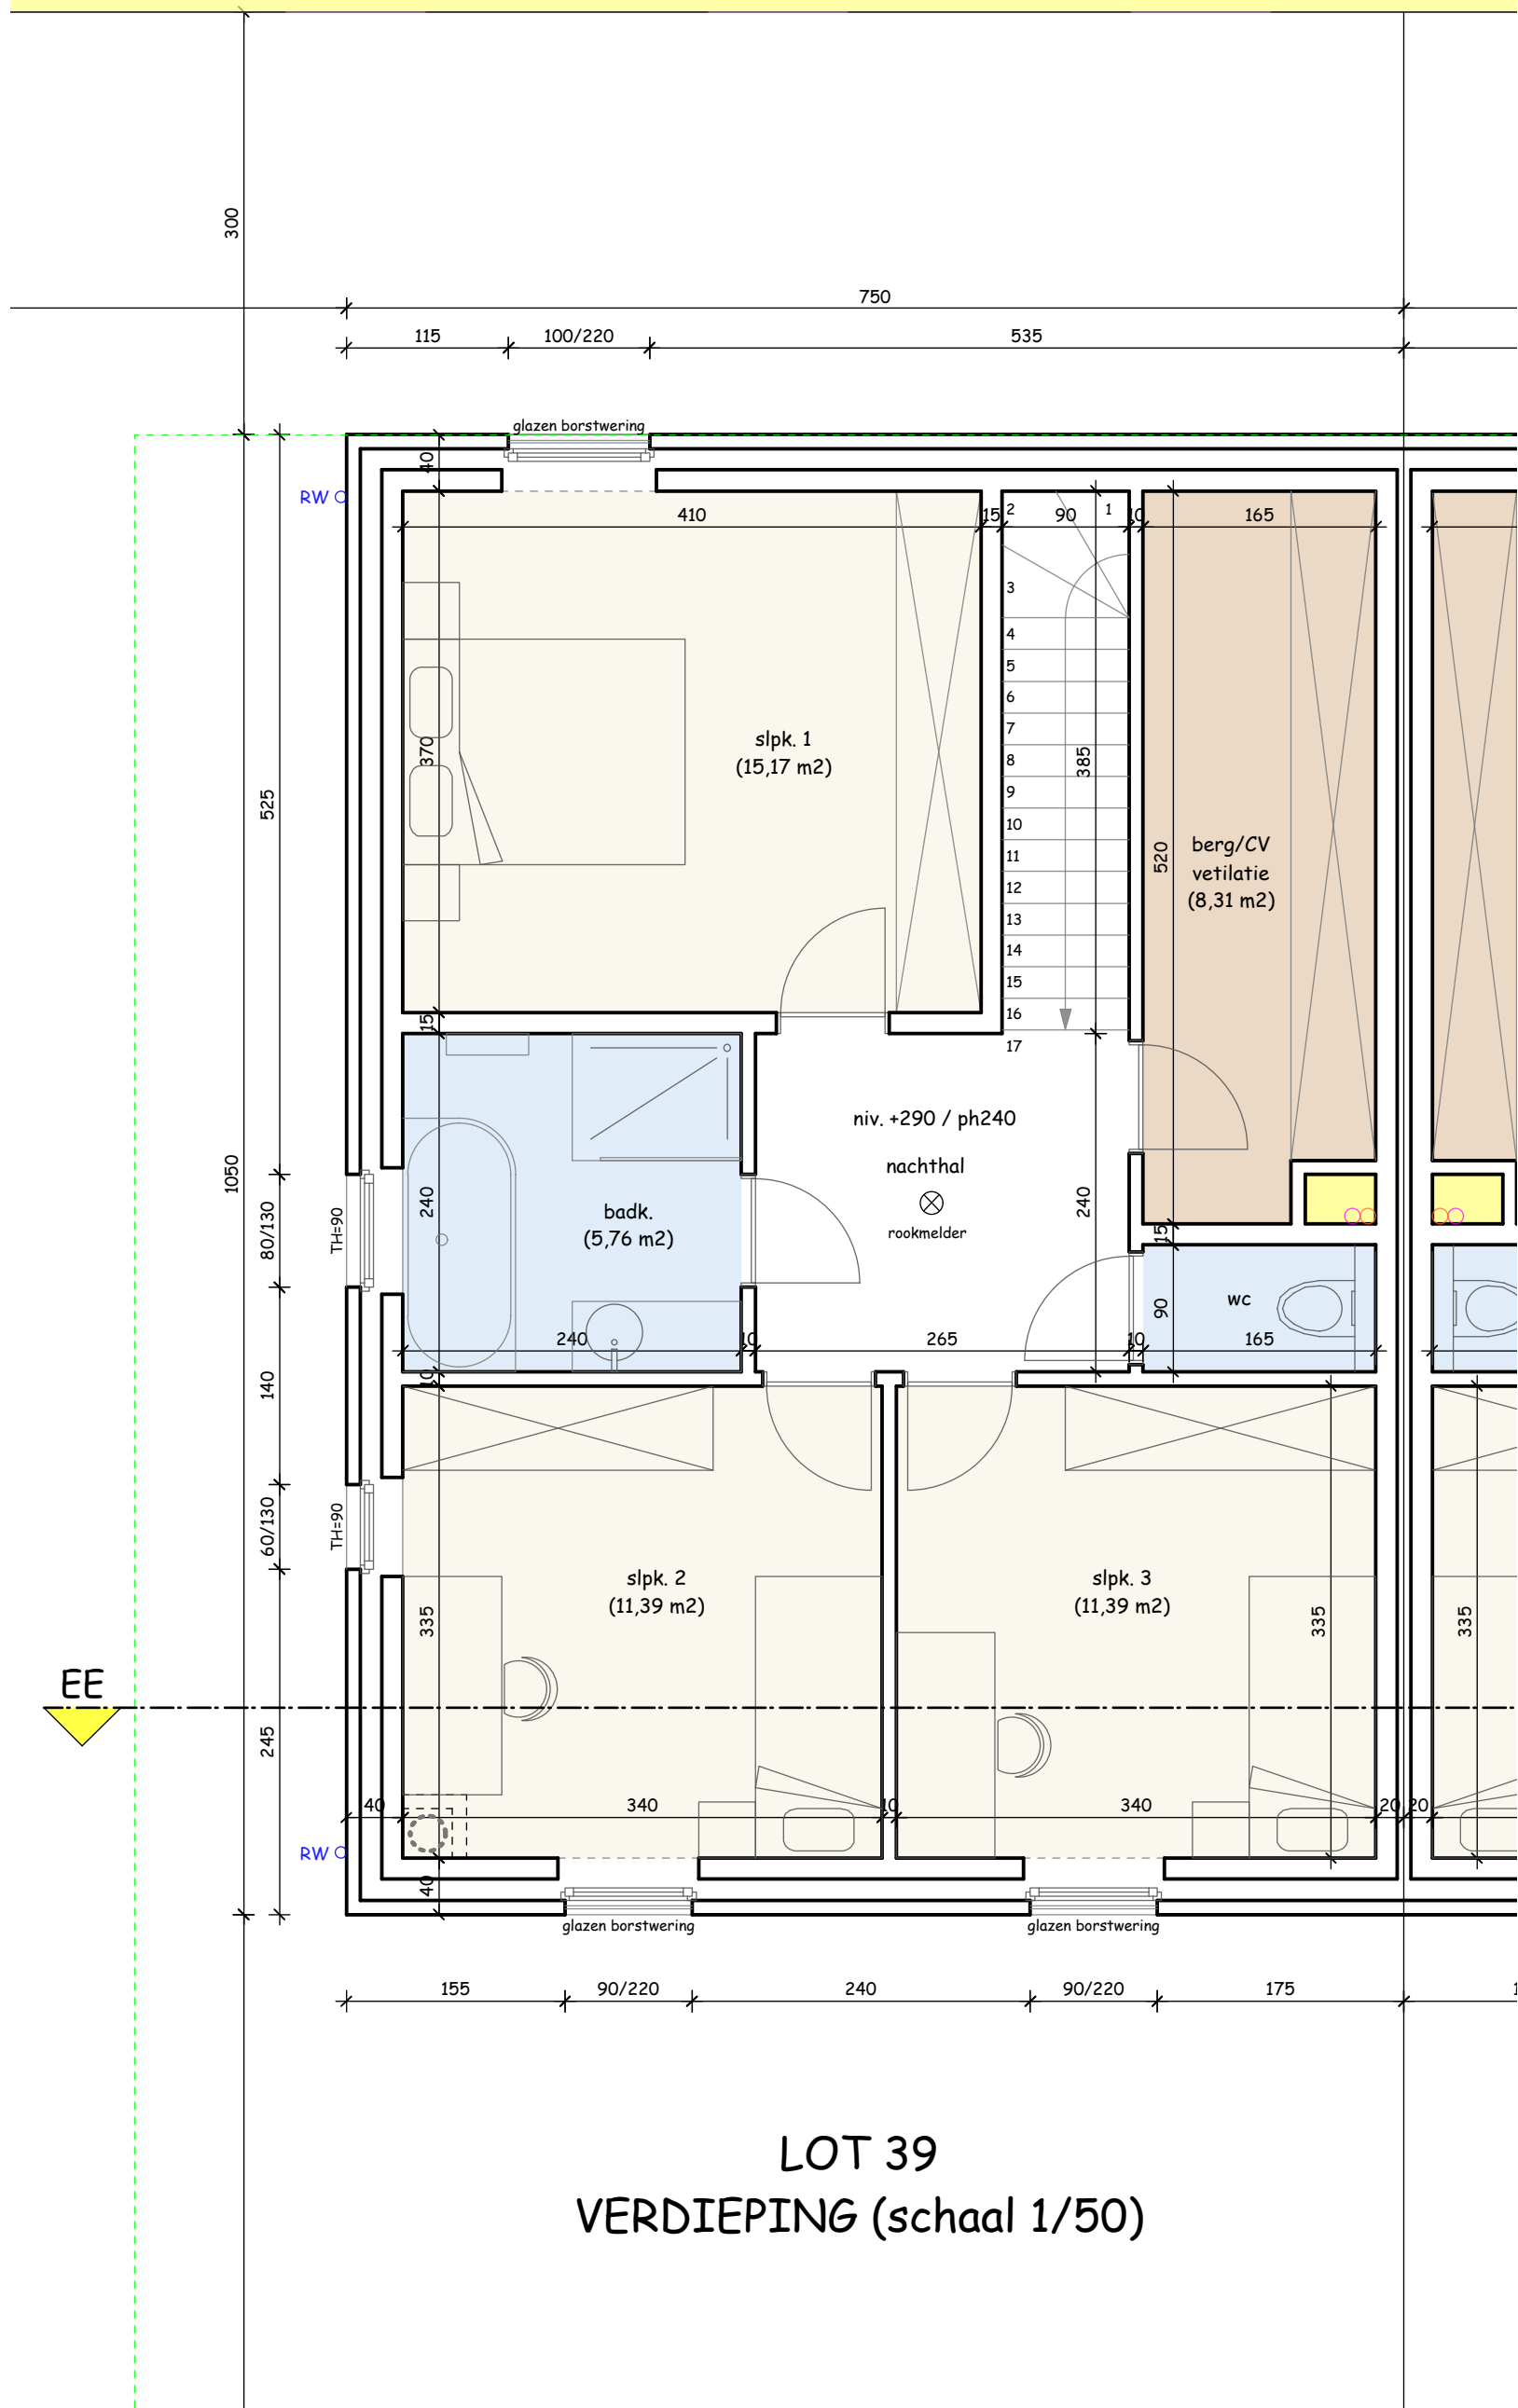 300
750
115
100/220
535
glazen borstwering
40
RW
410
15
2
90
1
10
165
3
4
5
6
7
slpk. 1
(15,17 m2)
370
8
385
525
9
10
11
12
13
14
15
16
17
berg/CV
vetilatie
(8,31 m2)
520
15
niv. +290 / ph240
nachthal
rookmelder
1050
80/130
TH=90
240
badk.
(5,76 m2)
240
15
90
wc
240
10
265
10
165
10
140
60/130
TH=90
slpk. 2
(11,39 m2)
slpk. 3
(11,39 m2)
335
335
335
EE
245
40
340
10
340
20
20
RW
40
glazen borstwering
glazen borstwering
155
90/220
240
90/220
175
1
LOT 39
VERDIEPING (schaal 1/50)